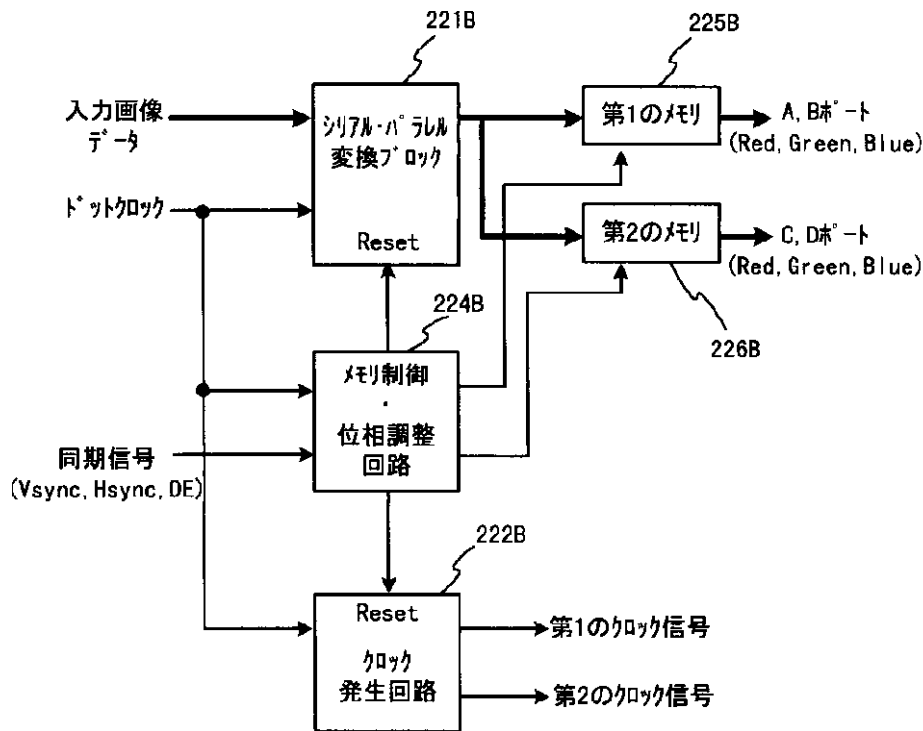 221B
225B
入力画像
ﾃﾞｰﾀ
ｼﾘｱﾙ･ﾊﾟﾗﾚﾙ
変換ﾌﾞﾛｯｸ
第1のﾒﾓﾘ
A,Bﾎﾟｰﾄ
(Red,Green,Blue)
ﾄﾞｯﾄｸﾛｯｸ
Reset
第2のﾒﾓﾘ
C,Dﾎﾟｰﾄ
(Red,Green,Blue)
224B
226B
ﾒﾓﾘ制御
・
位相調整
回路
同期信号
(Vsync,Hsync,DE)
222B
Reset
ｸﾛｯｸ
発生回路
第1のｸﾛｯｸ信号
第2のｸﾛｯｸ信号